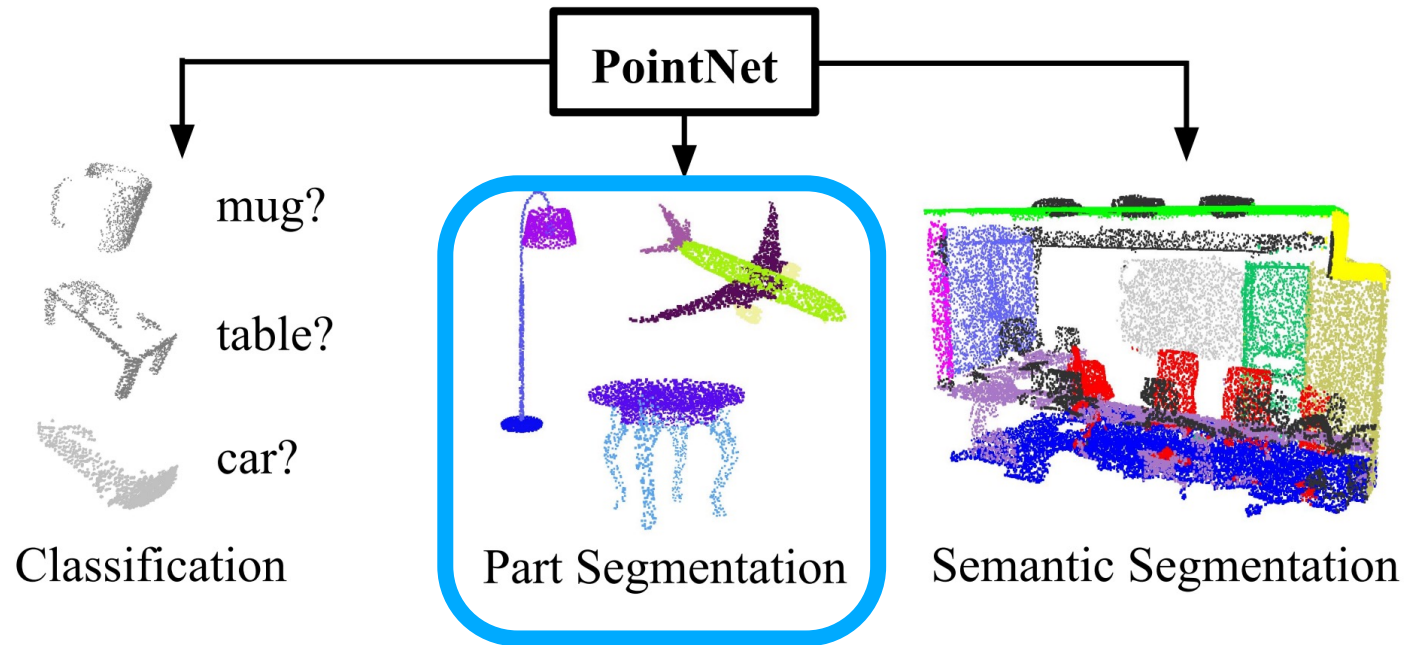 PointNet
mug?
table?
car?
Classification
Part Segmentation
Semantic Segmentation